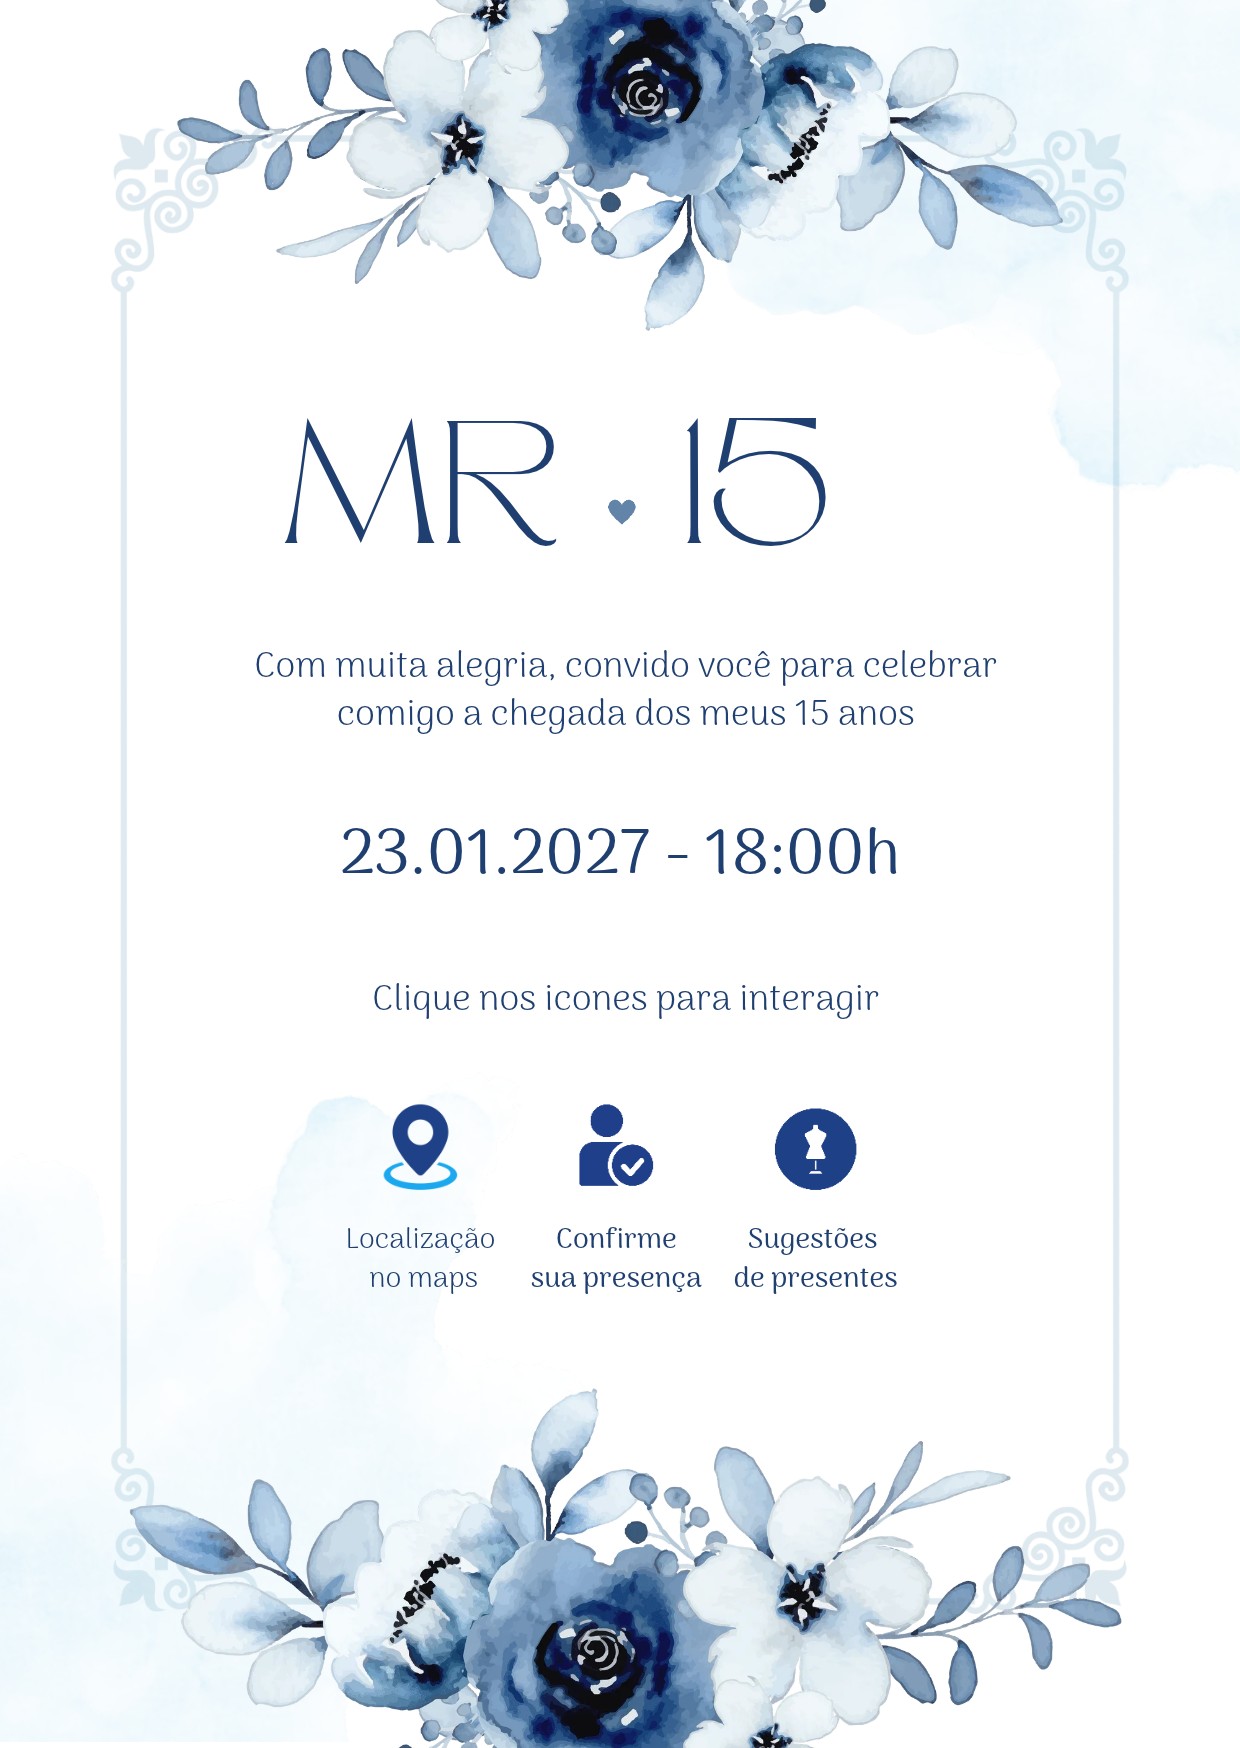 MR 15
Com muita alegria, convido você para celebrar
comigo a chegada dos meus 15 anos
23.01.2027 - 18:00h
Clique nos icones para interagir
Localização
no maps
Confirme
sua presença
Sugestões
de presentes